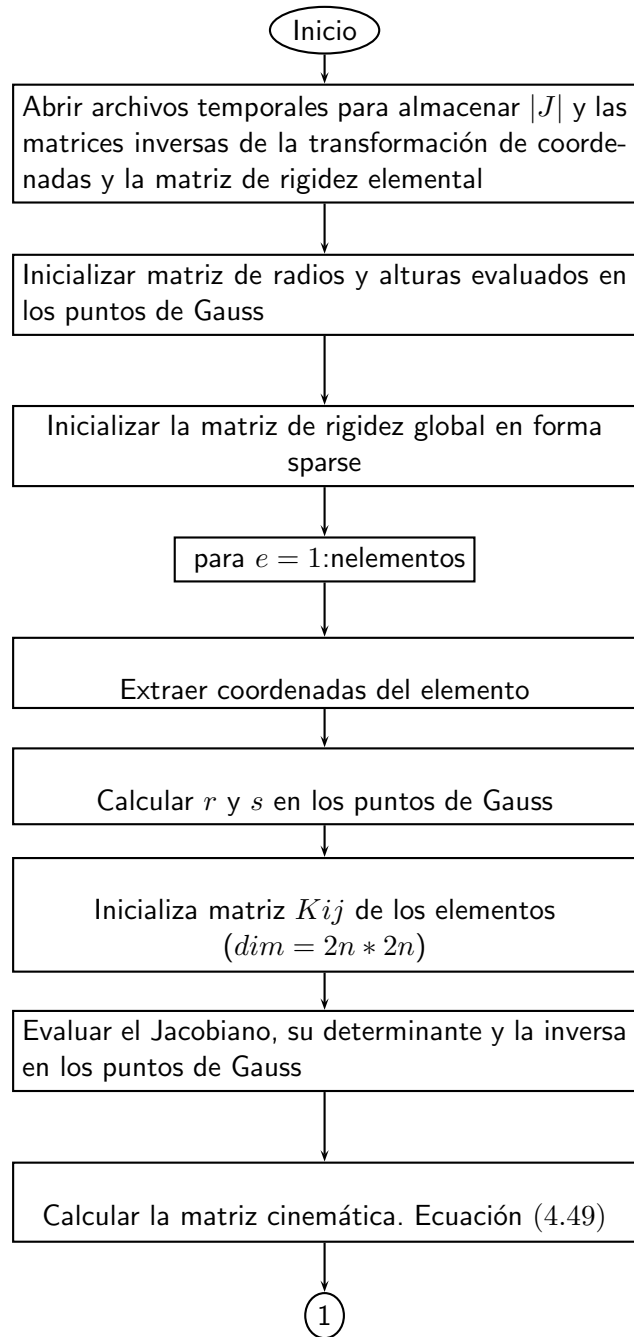 Inicio
Abrir archivos temporales para almacenar |J| y las
matrices inversas de la transformación de coorde-
nadas y la matriz de rigidez elemental
Inicializar matriz de radios y alturas evaluados en
los puntos de Gauss
Inicializar la matriz de rigidez global en forma
sparse
para e = 1:nelementos
Extraer coordenadas del elemento
Calcular r y s en los puntos de Gauss
Inicializa matriz Kij de los elementos
(dim = 2n ∗ 2n)
Evaluar el Jacobiano, su determinante y la inversa
en los puntos de Gauss
Calcular la matriz cinemática. Ecuación (4.49)
1